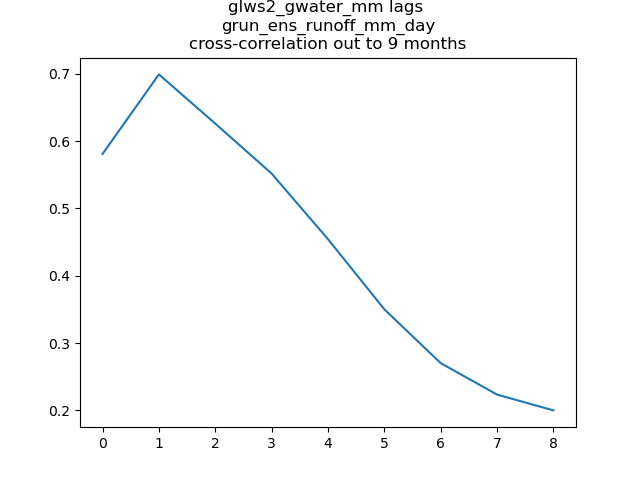 glws2_gwater_mm lags
grun_ens_runoff_mm_day
cross-correlation out to 9 months
0.7
0.6
0.5
0.4
0.3
0.2
0 1 2 3 4 5 6 7 8